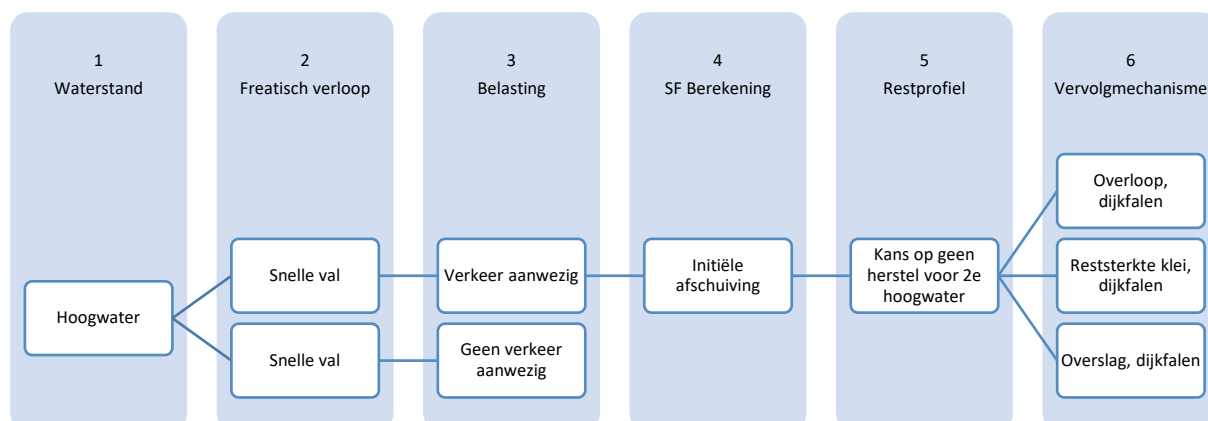 1
Waterstand
2
Freatisch verloop
3
Belasting
4
SF Berekening
5
Restprofiel
6
Vervolgmechanisme
Hoogwater
Snelle val
Snelle val
Verkeer aanwezig
Geen verkeer
aanwezig
Initiële
afschuiving
Kans op geen
herstel voor 2e
hoogwater
Overloop,
dijkfalen
Reststerkte klei,
dijkfalen
Overslag, dijkfalen